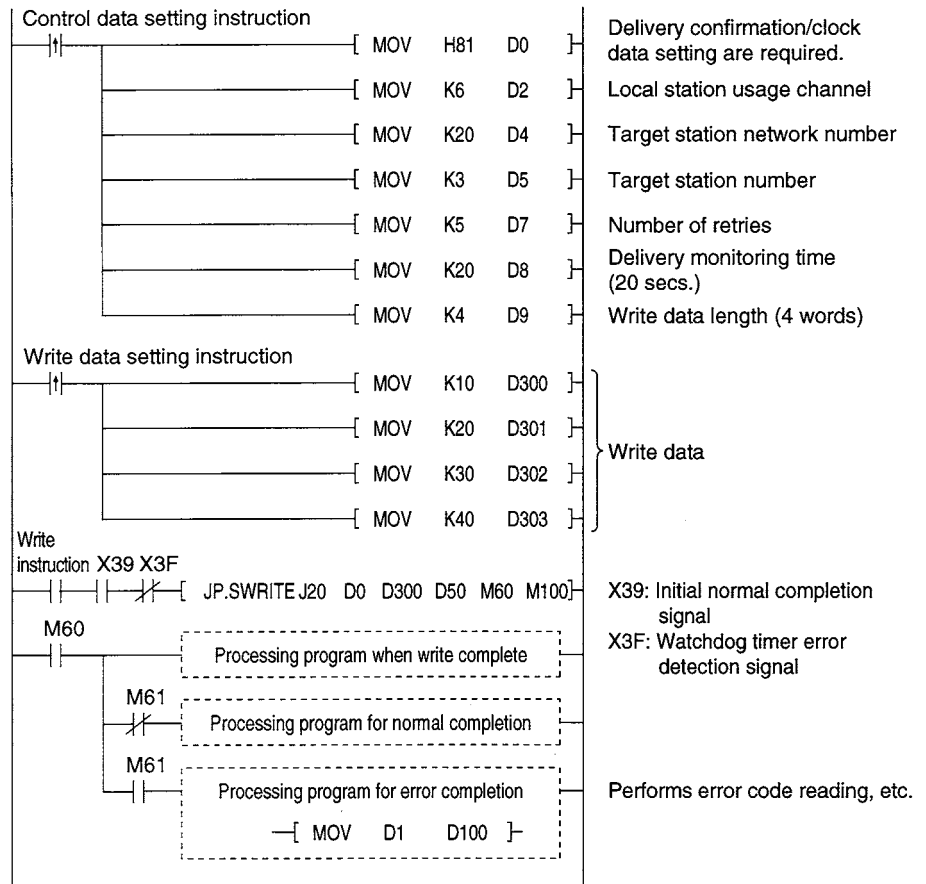 Control data setting instruction
MOV H81 D0
Delivery confirmation/clock
data setting are required.
MOV K6 D2
Local station usage channel
MOV K20 D4
Target station network number
MOV K3 D5
Target station number
MOV K5 D7
Number of retries
MOV K20 D8
Delivery monitoring time
(20 secs.)
MOV K4 D9
Write data length (4 words)
Write data setting instruction
MOV K10 D300
MOV K20 D301
MOV K30 D302
MOV K40 D303
Write data
Write
instruction X39 X3F
JP.SWRITE J20 D0 D300 D50 M60 M100
X39: Initial normal completion
signal
X3F: Watchdog timer error
detection signal
M60
Processing program when write complete
M61
Processing program for normal completion
M61
Processing program for error completion
Performs error code reading, etc.
MOV D1 D100